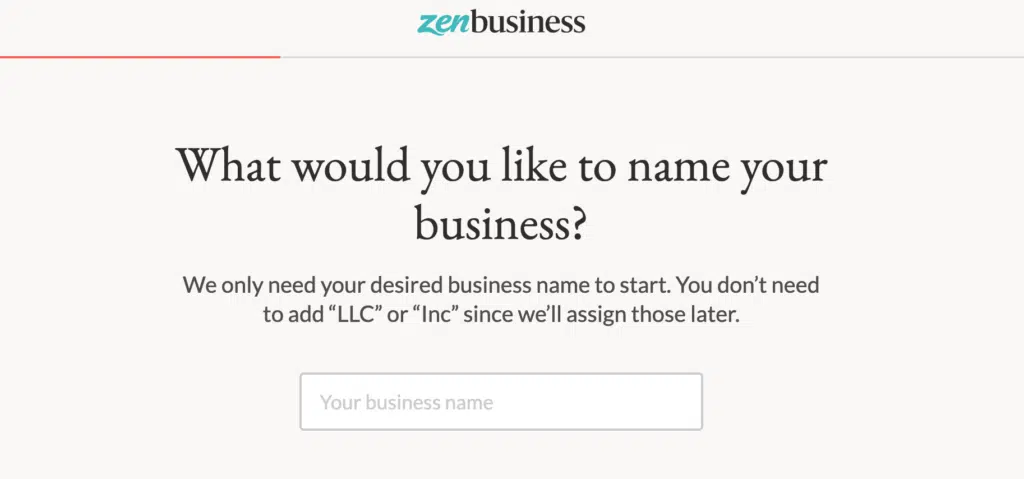 zenbusiness
What would you like to name your
business?
We only need your desired business name to start. You don’t need
to add “LLC” or “Inc” since we’ll assign those later.
Your business name